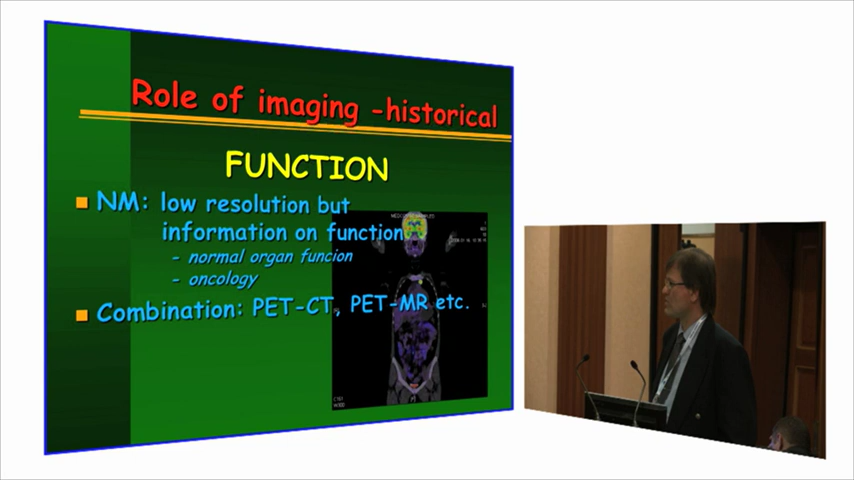 Role of imaging -historical
FUNCTION
NM: low resolution but
information on function
- normal organ funcion
- oncology
Combination: PET-CT, PET-MR etc.